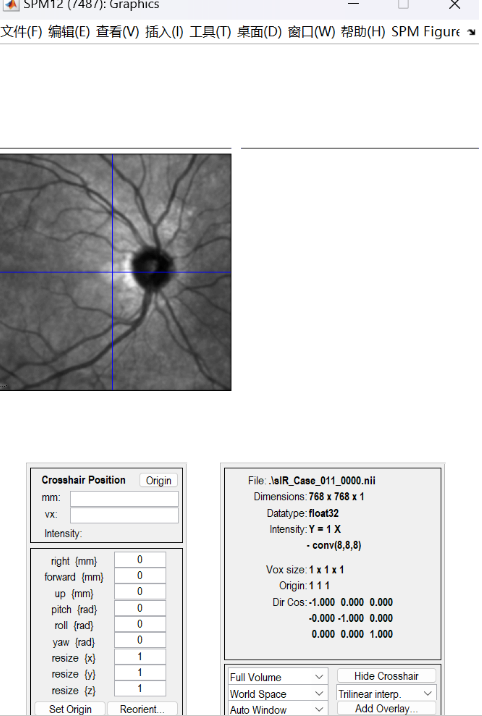 SPM12 (7487): Graphics
文件(F) 编辑(E) 查看(V) 插入(I) 工具(T) 桌面(D) 窗口(W) 帮助(H) SPM Figure
Crosshair Position Origin
mm:
vx:
Intensity:
right {mm} 0
forward {mm} 0
up {mm} 0
pitch {rad} 0
roll {rad} 0
yaw {rad} 0
resize {x} 1
resize {y} 1
resize {z} 1
Set Origin Reorient...
File: .\sIR_Case_011_0000.nii
Dimensions: 768 x 768 x 1
Datatype: float32
Intensity: Y = 1 X
- conv(8,8,8)
Vox size: 1 x 1 x 1
Origin: 1 1 1
Dir Cos: -1.000 0.000 0.000
-0.000 -1.000 0.000
0.000 0.000 1.000
Full Volume Hide Crosshair
World Space Trilinear interp.
Auto Window Add Overlay...